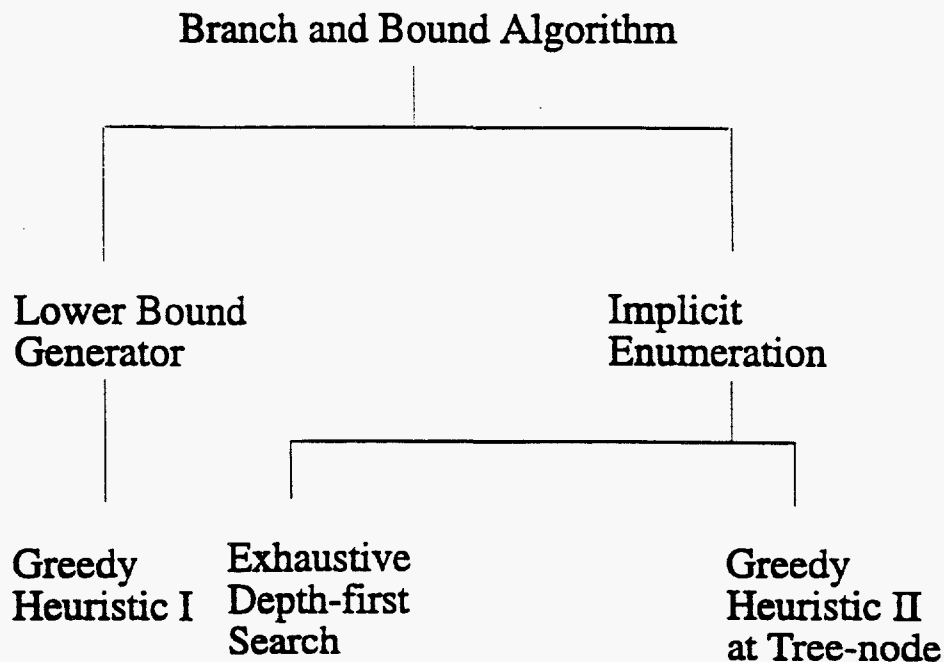 Branch and Bound Algorithm
Lower Bound
Generator
Implicit
Enumeration
Greedy
Heuristic I
Exhaustive
Depth-first
Search
Greedy
Heuristic II
at Tree-node